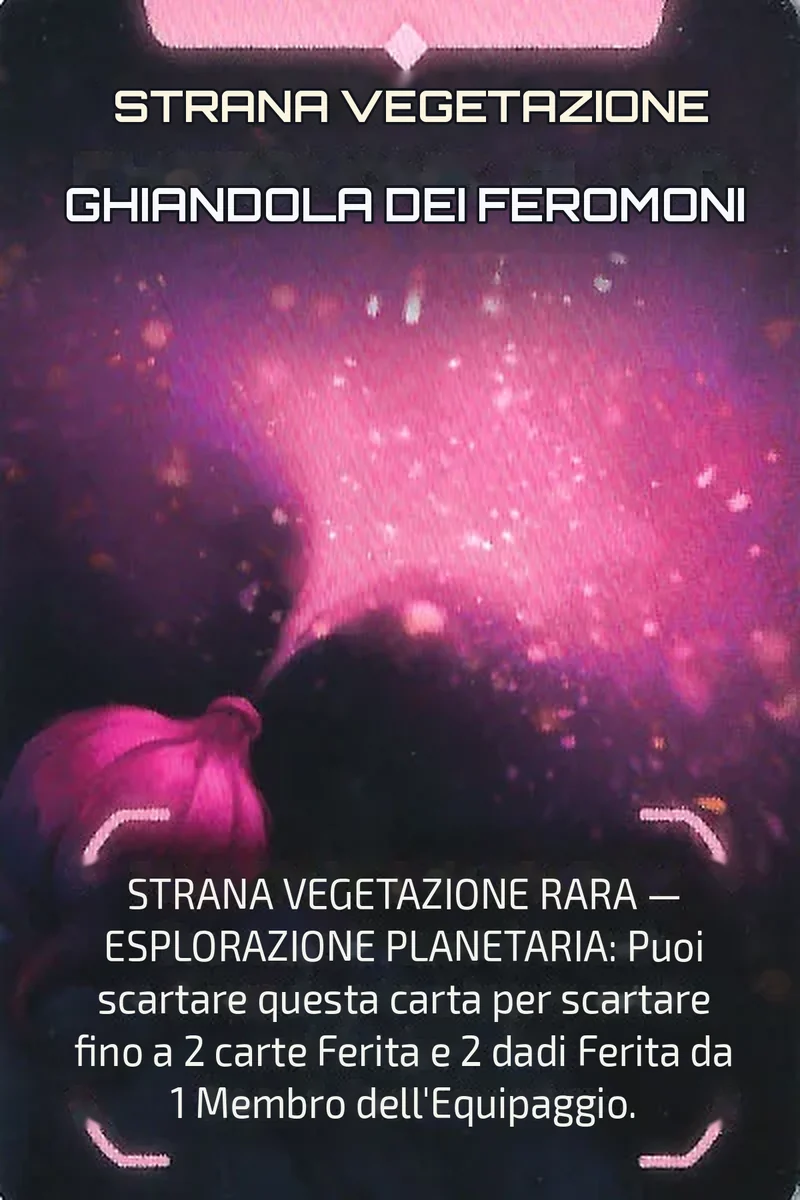 STRANA VEGETAZIONE
GHIANDOLA DEI FEROMONI
STRANA VEGETAZIONE RARA —
ESPLORAZIONE PLANETARIA: Puoi
scartare questa carta per scartare
fino a 2 carte Ferita e 2 dadi Ferita da
1 Membro dell'Equipaggio.